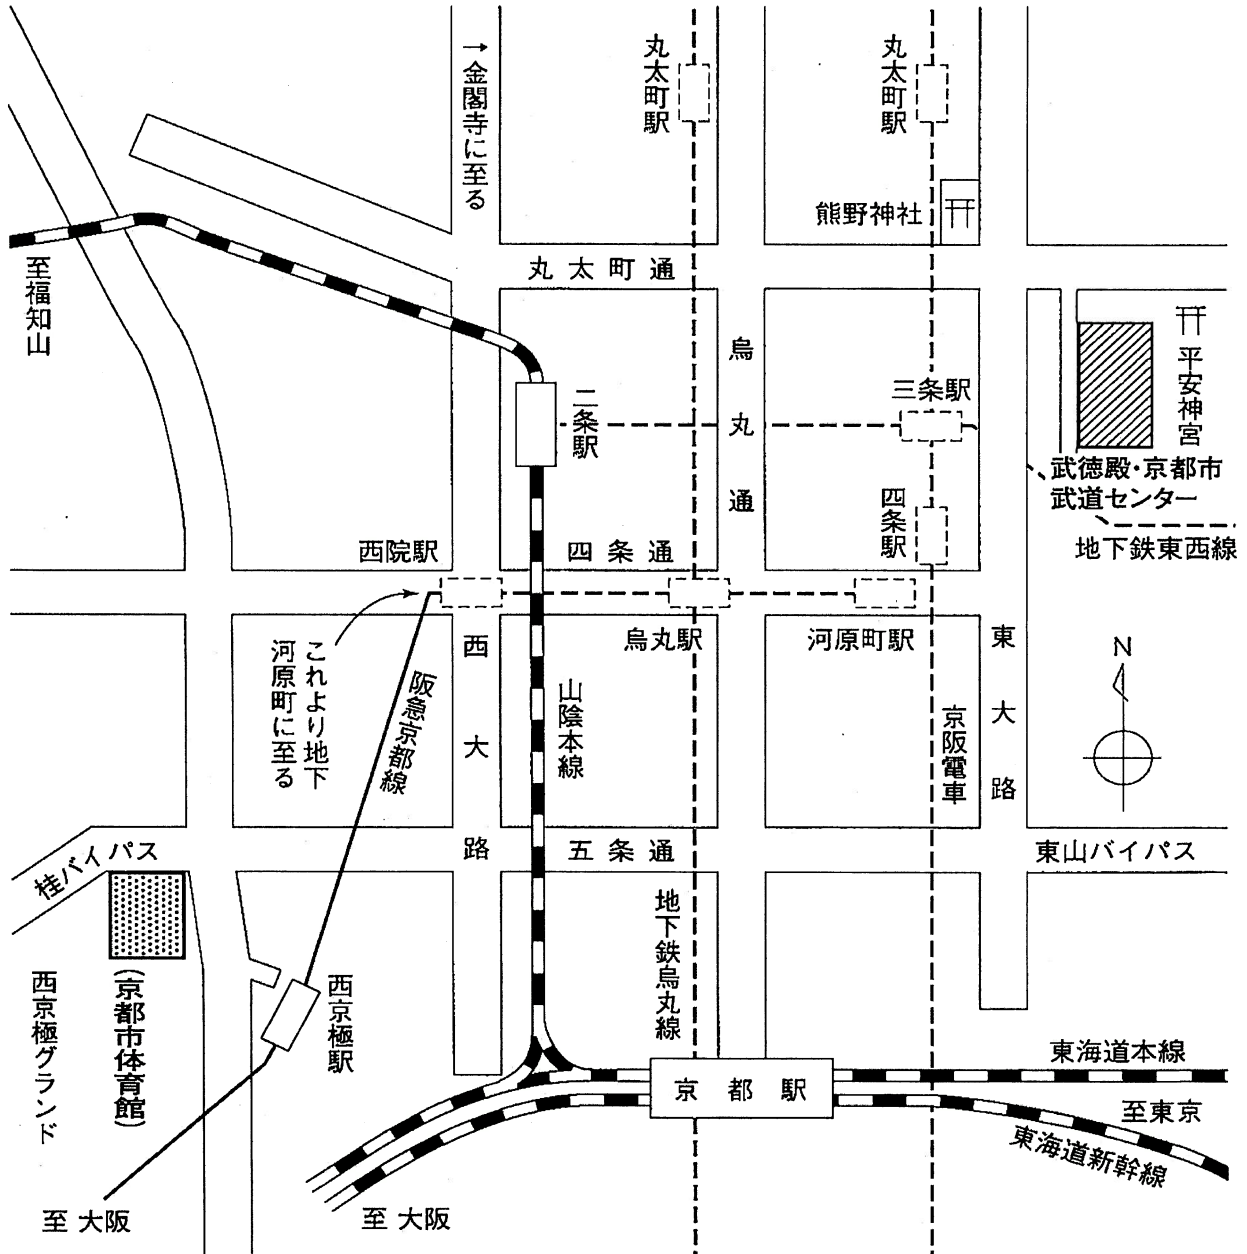 →金閣寺に至る
丸太町駅
丸太町駅
熊野神社
丸太町通
至福知山
烏丸通
二条駅
三条駅
平安神宮
武徳殿・京都市
武道センター
四条駅
地下鉄東西線
西院駅
四条通
烏丸駅
河原町駅
これより地下
河原町に至る
阪急京都線
西大路
山陰本線
京阪電車
東大路
N
桂バイパス
五条通
東山バイパス
西京極グランド
(京都市体育館)
西京極駅
地下鉄烏丸線
京都駅
東海道本線
至東京
東海道新幹線
至 大阪
至 大阪